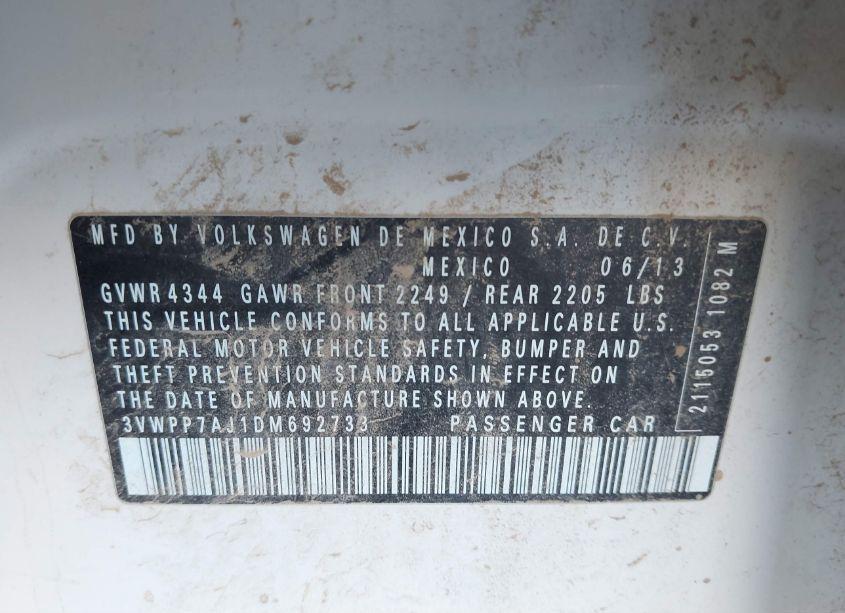 MFD BY VOLKSWAGEN DE MEXICO S.A. DE C.V.
MEXICO 06/13
GVWR 4344 GAWR FRONT 2249 / REAR 2205 LBS
THIS VEHICLE CONFORMS TO ALL APPLICABLE U.S.
FEDERAL MOTOR VEHICLE SAFETY, BUMPER AND
THEFT PREVENTION STANDARDS IN EFFECT ON
THE DATE OF MANUFACTURE SHOWN ABOVE.
3VWPP7AJ1DM692733 PASSENGER CAR
2115053 1082 M